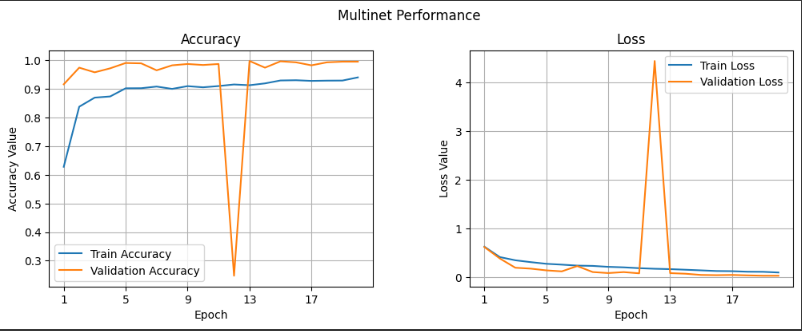 Multinet Performance
Accuracy
Accuracy Value
1.0
0.9
0.8
0.7
0.6
0.5
0.4
0.3
Train Accuracy
Validation Accuracy
1 5 9 13 17
Epoch
Loss
Loss Value
4
3
2
1
0
Train Loss
Validation Loss
1 5 9 13 17
Epoch